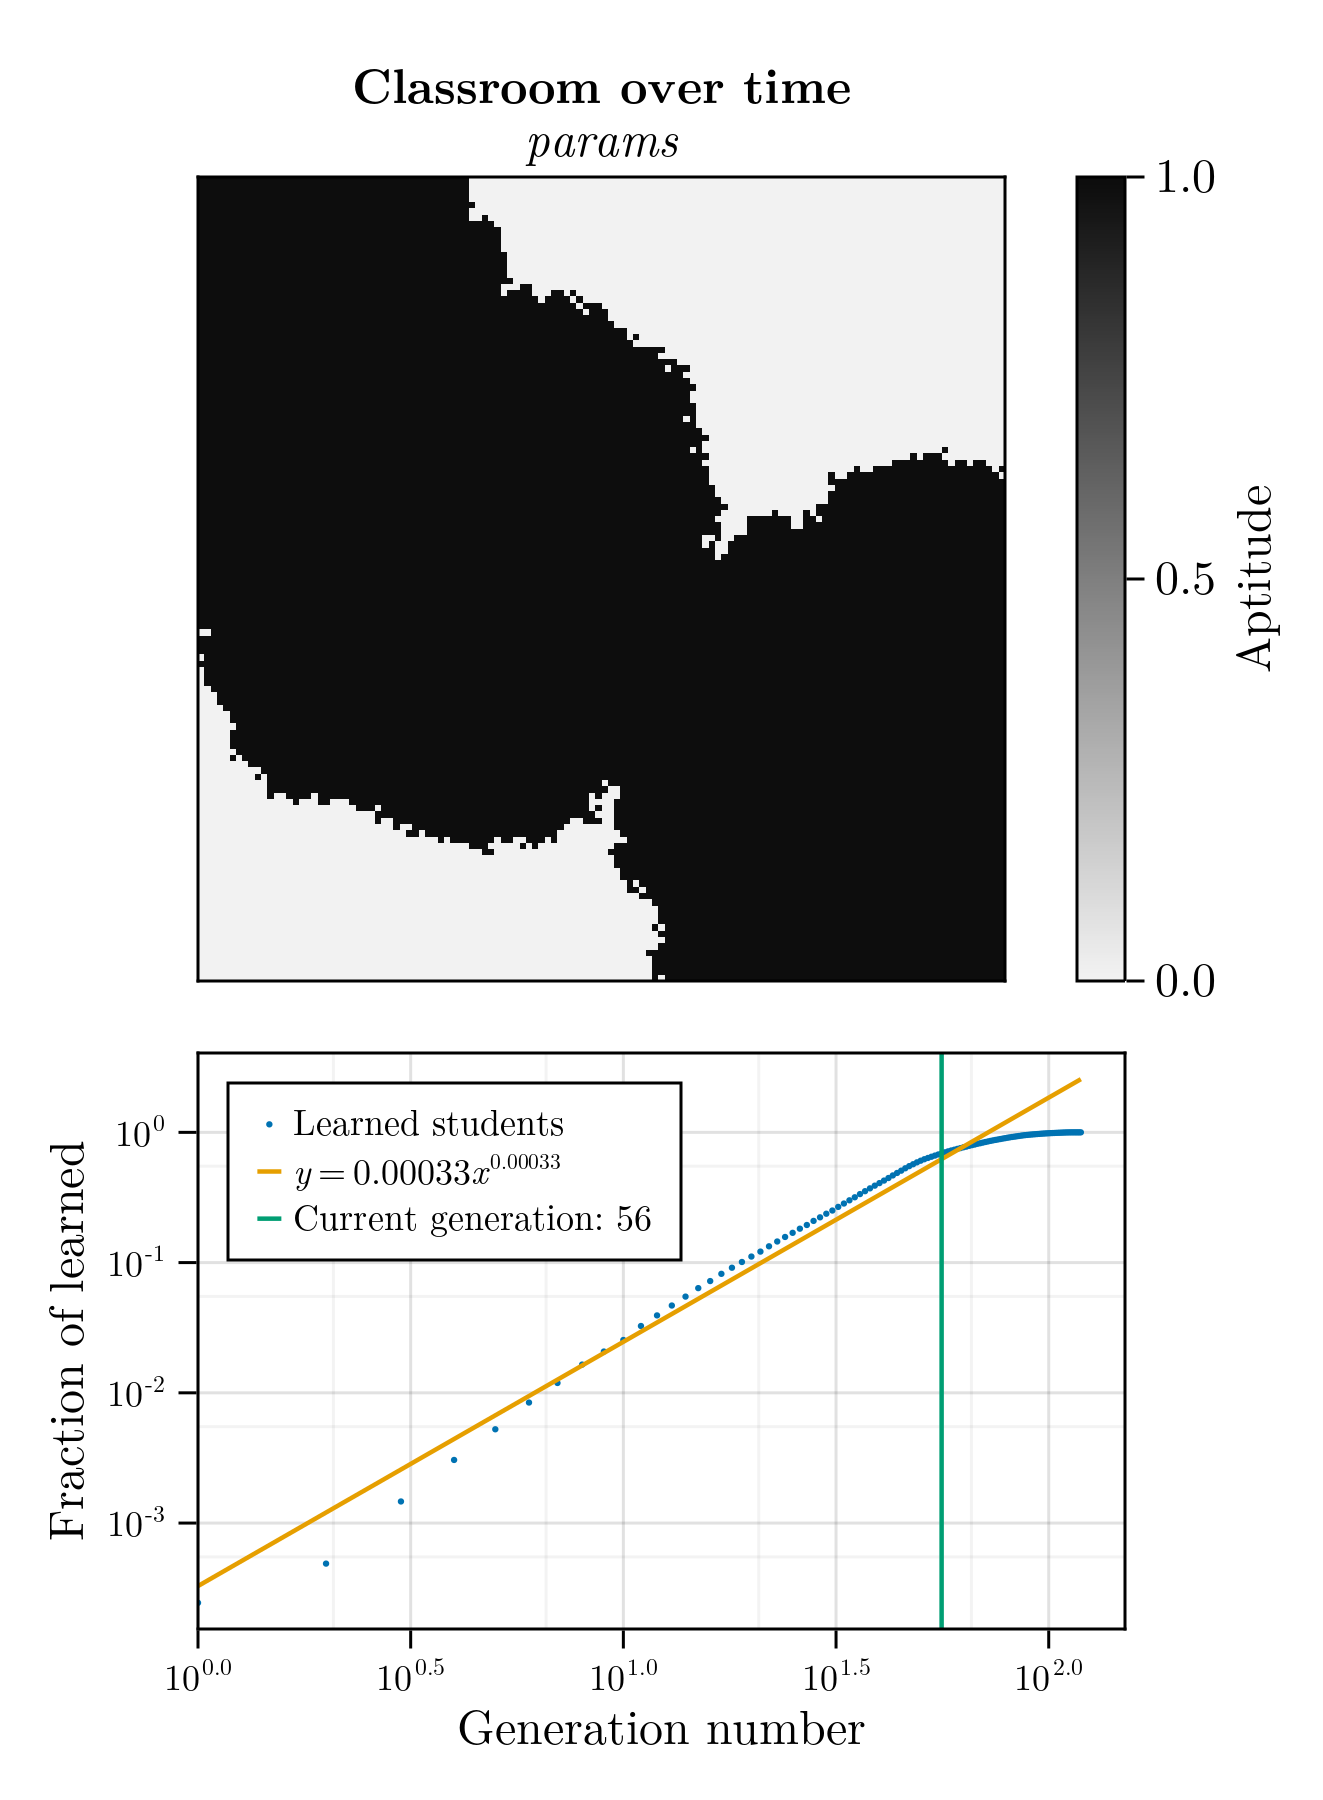 Classroom over time
params
1.0
0.5
0.0
Aptitude
Learned students
y = 0.00033x^0.00033
Current generation: 56
10^0
10^-1
10^-2
10^-3
Fraction of learned
10^0.0 10^0.5 10^1.0 10^1.5 10^2.0
Generation number